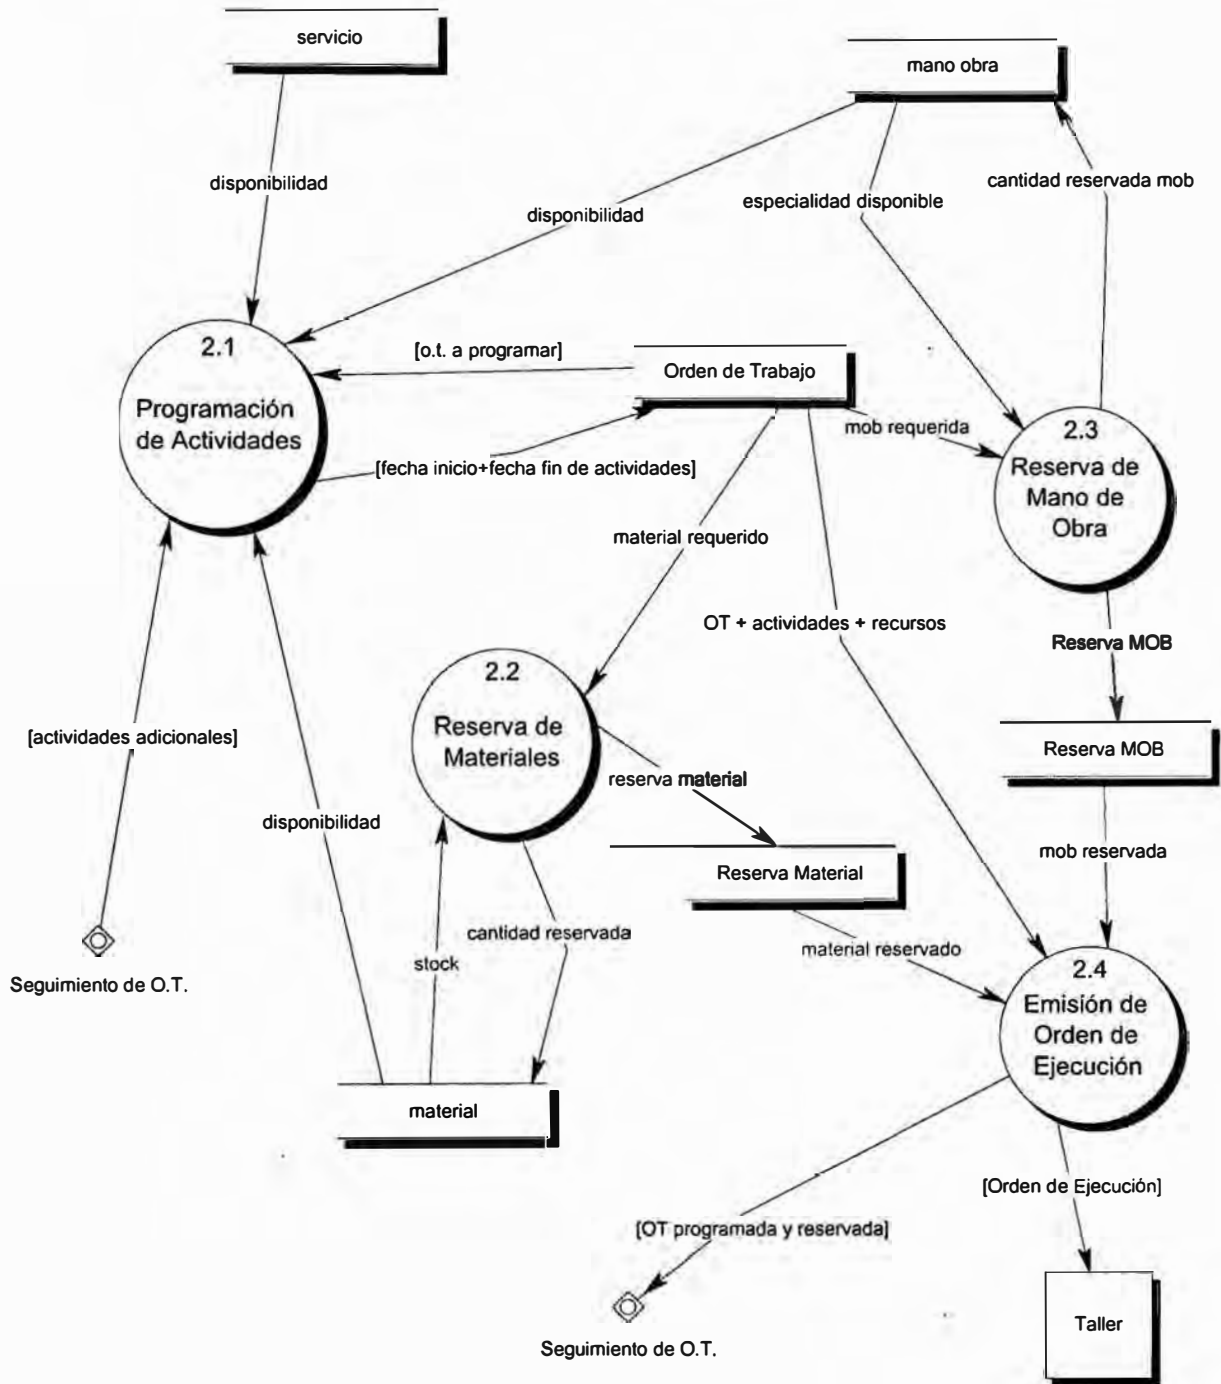 servicio
mano obra
disponibilidad
disponibilidad
especialidad disponible
cantidad reservada mob
2.1
Programación
de Actividades
[o.t. a programar]
Orden de Trabajo
[fecha inicio+fecha fin de actividades]
mob requerida
2.3
Reserva de
Mano de
Obra
material requerido
OT + actividades + recursos
Reserva MOB
2.2
Reserva de
Materiales
[actividades adicionales]
Reserva MOB
reserva material
disponibilidad
Reserva Material
mob reservada
cantidad reservada
stock
material reservado
Seguimiento de O.T.
2.4
Emisión de
Orden de
Ejecución
material
[Orden de Ejecución]
[OT programada y reservada]
Taller
Seguimiento de O.T.